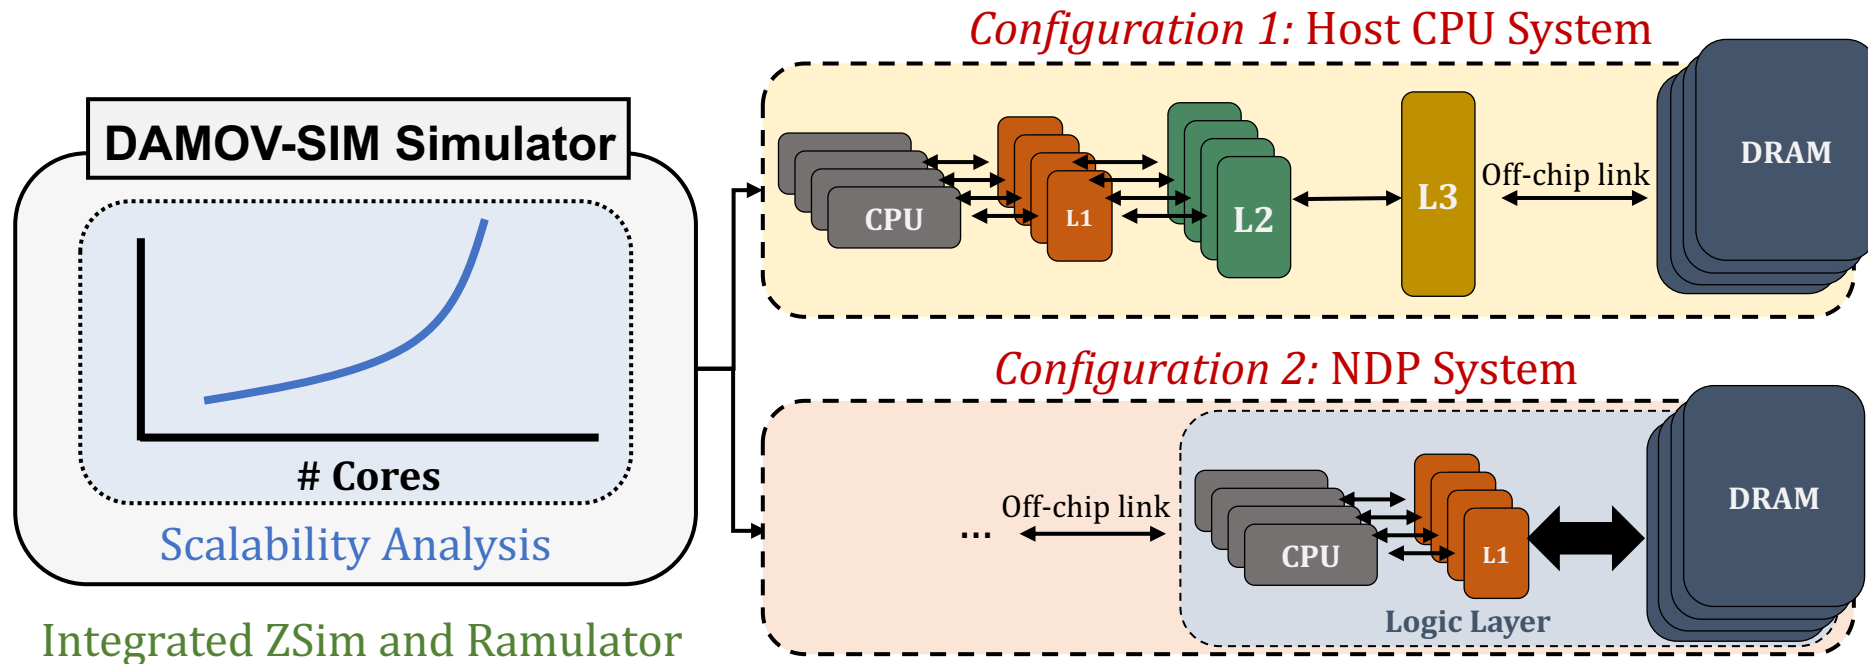 DAMOV-SIM Simulator
# Cores
Scalability Analysis
Integrated ZSim and Ramulator
Configuration 1: Host CPU System
CPU
L1
L2
L3
Off-chip link
DRAM
Configuration 2: NDP System
...
Off-chip link
CPU
L1
Logic Layer
DRAM